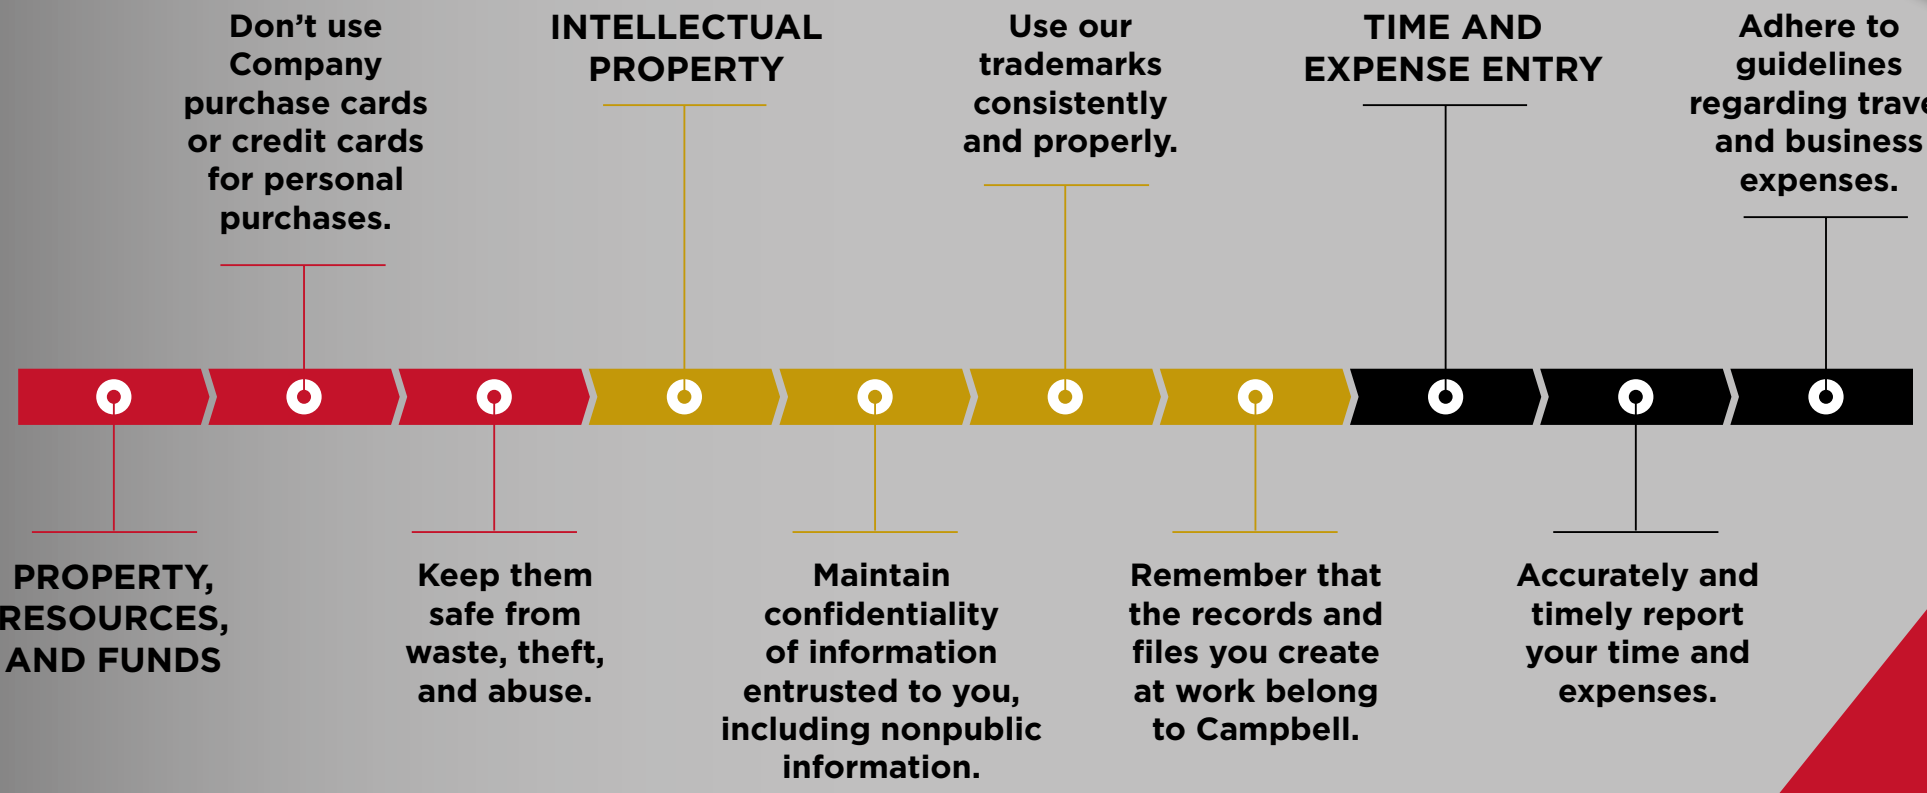 PROPERTY,
RESOURCES,
AND FUNDS
Don’t use
Company
purchase cards
or credit cards
for personal
purchases.
Keep them
safe from
waste, theft,
and abuse.
INTELLECTUAL
PROPERTY
Maintain
confidentiality
of information
entrusted to you,
including nonpublic
information.
Use our
trademarks
consistently
and properly.
Remember that
the records and
files you create
at work belong
to Campbell.
TIME AND
EXPENSE ENTRY
Accurately and
timely report
your time and
expenses.
Adhere to
guidelines
regarding trave
and business
expenses.